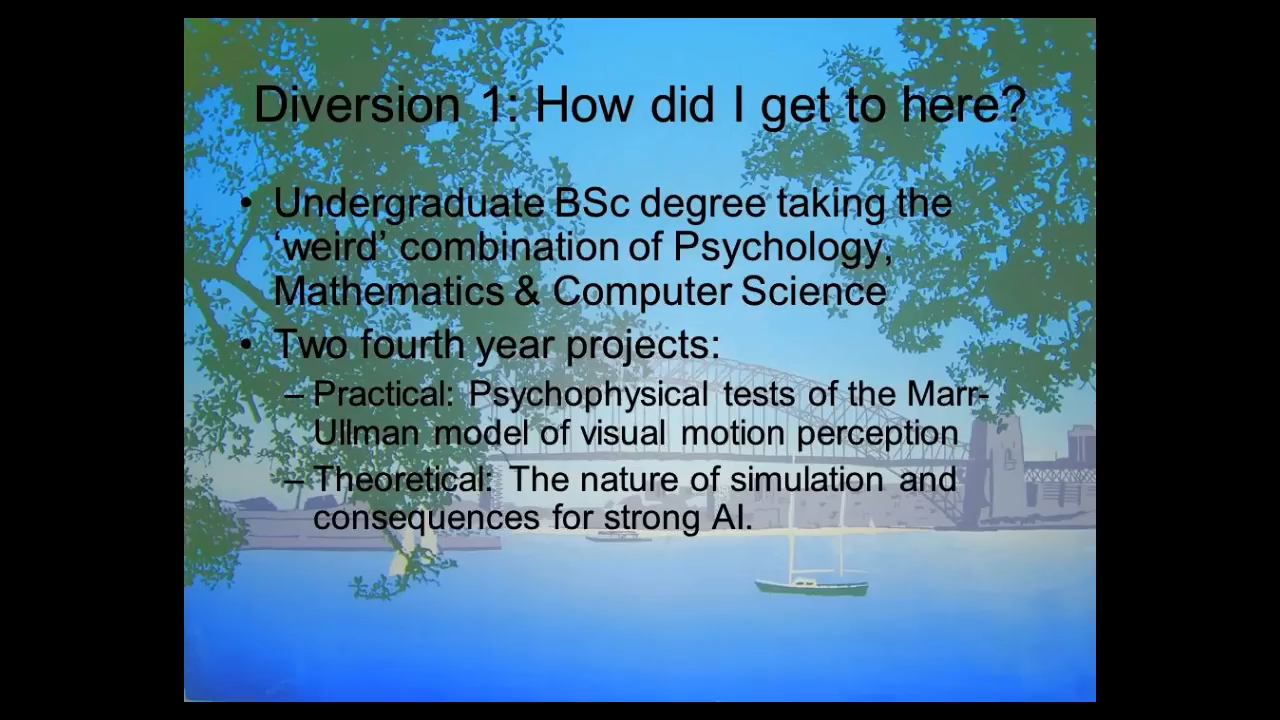 Diversion 1: How did I get to here?
• Undergraduate BSc degree taking the
‘weird’ combination of Psychology,
Mathematics & Computer Science
• Two fourth year projects:
– Practical: Psychophysical tests of the Marr-
Ullman model of visual motion perception
– Theoretical: The nature of simulation and
consequences for strong AI.